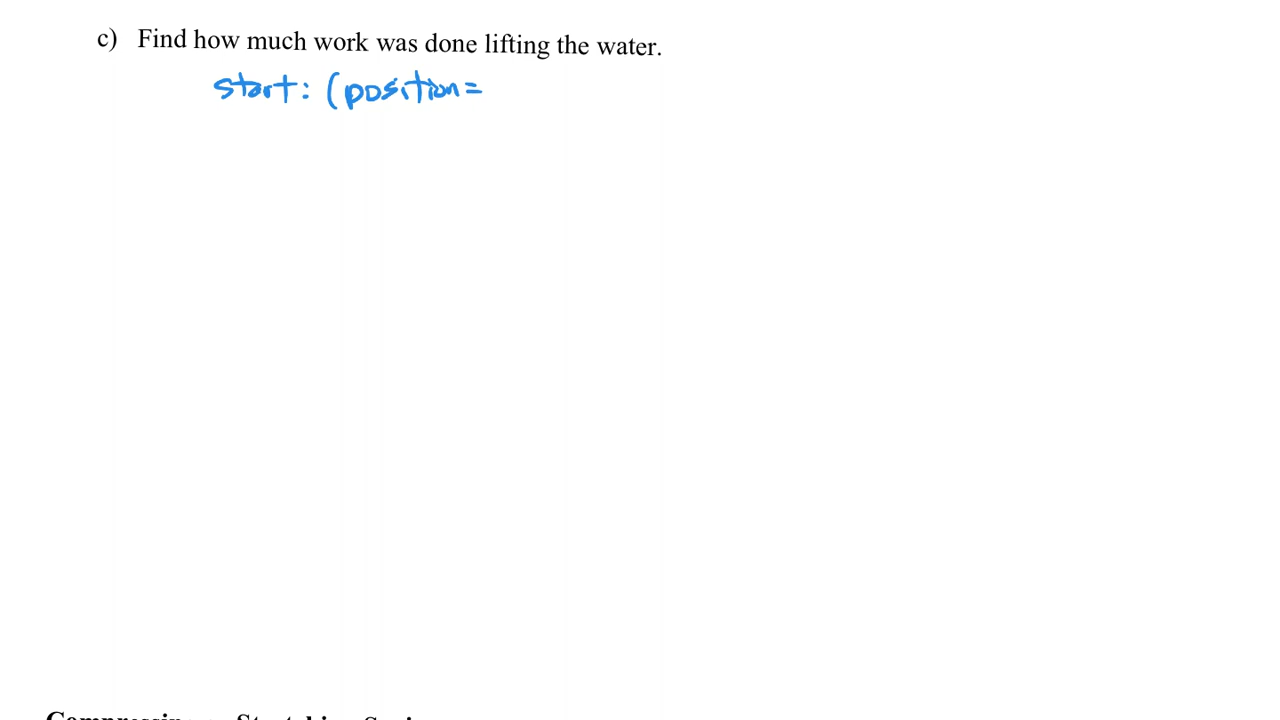 c) Find how much work was done lifting the water.
start: (position=